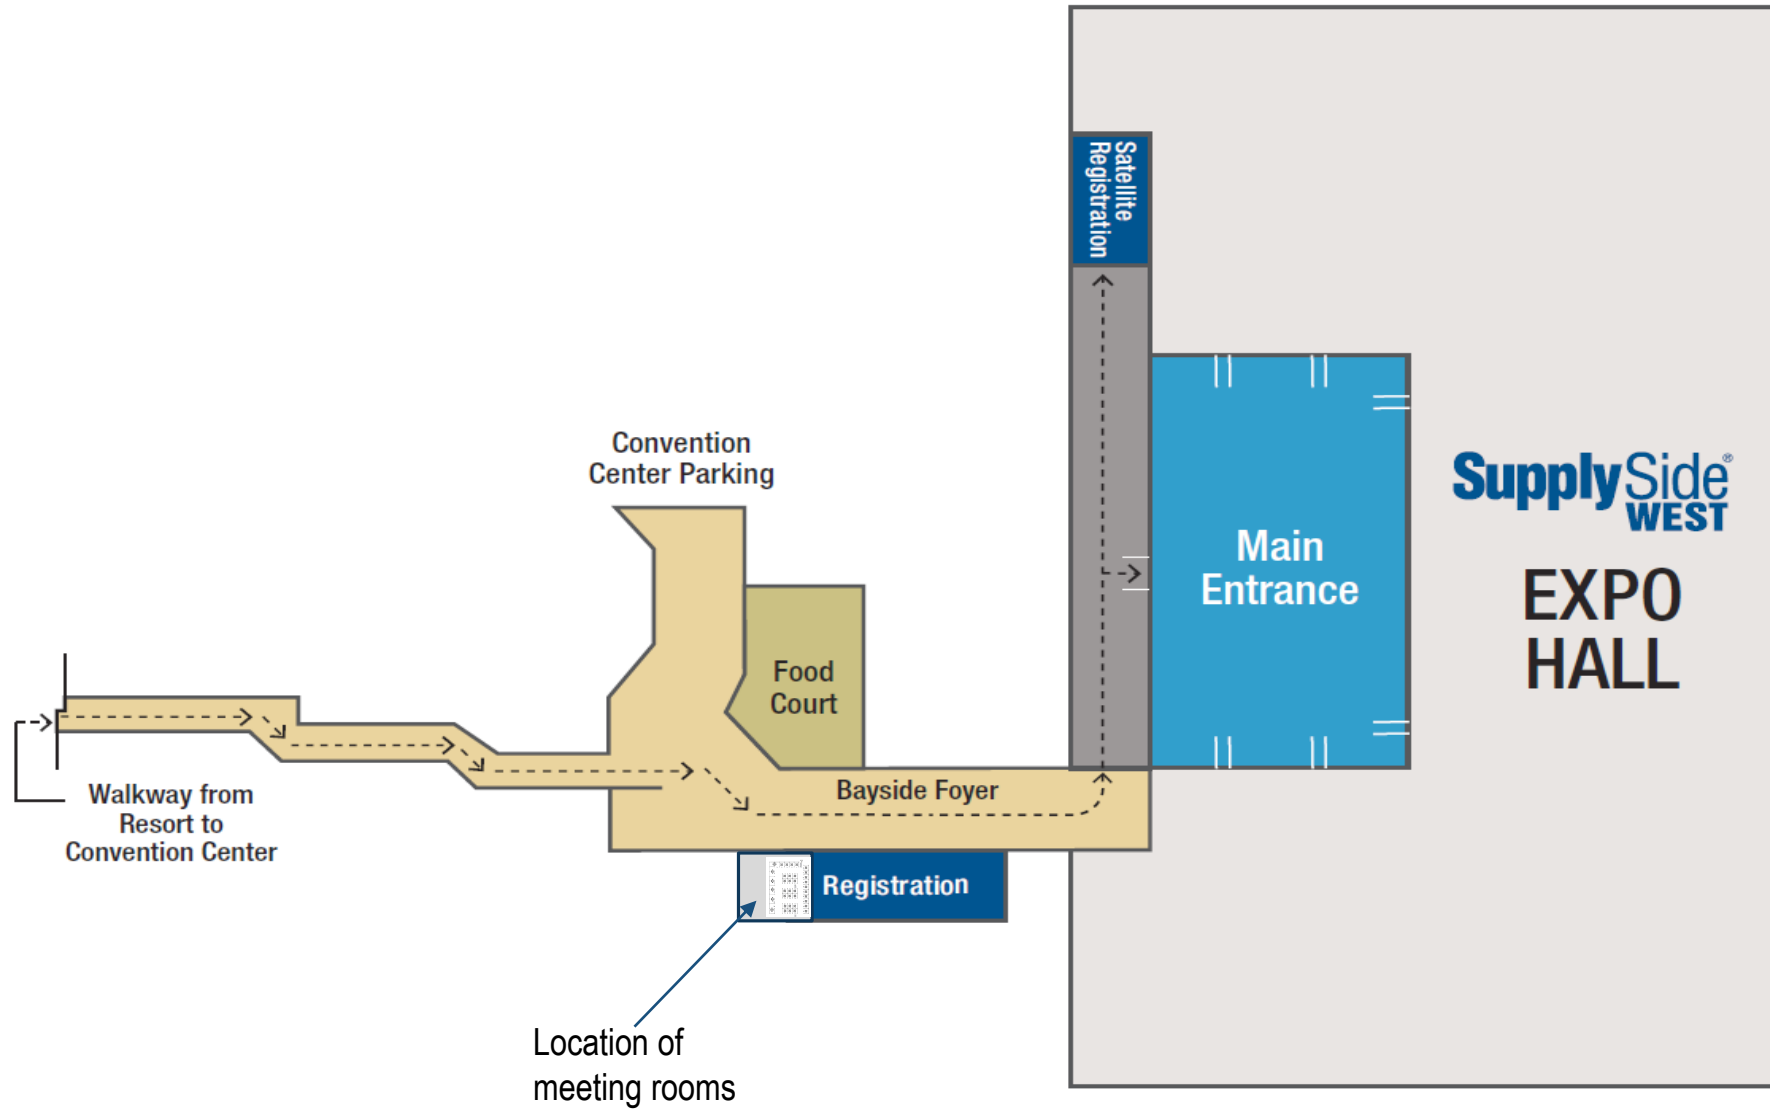 Satellite
Registration
Convention
Center Parking
SupplySide®
WEST
Main
Entrance
EXPO
HALL
Food
Court
Walkway from
Resort to
Convention Center
Bayside Foyer
Registration
Location of
meeting rooms